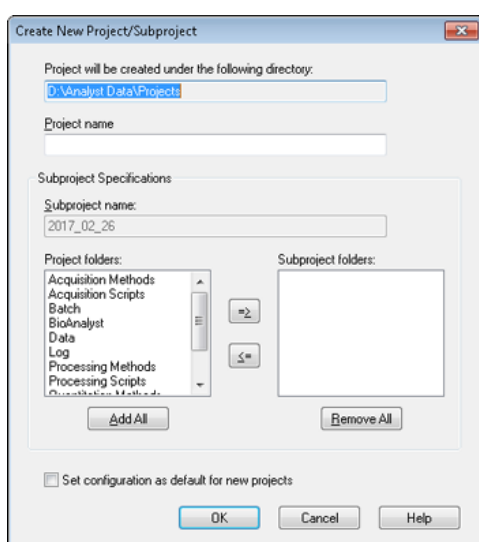 Create New Project/Subproject
Project will be created under the following directory:
D:\Analyst Data\Projects
Project name
Subproject Specifications
Subproject name:
2017_02_26
Project folders:
Subproject folders:
Acquisition Methods
Acquisition Scripts
Batch
BioAnalyst
Data
Log
Processing Methods
Processing Scripts
Quantitation Methods
=>
<=
Add All
Remove All
Set configuration as default for new projects
OK
Cancel
Help